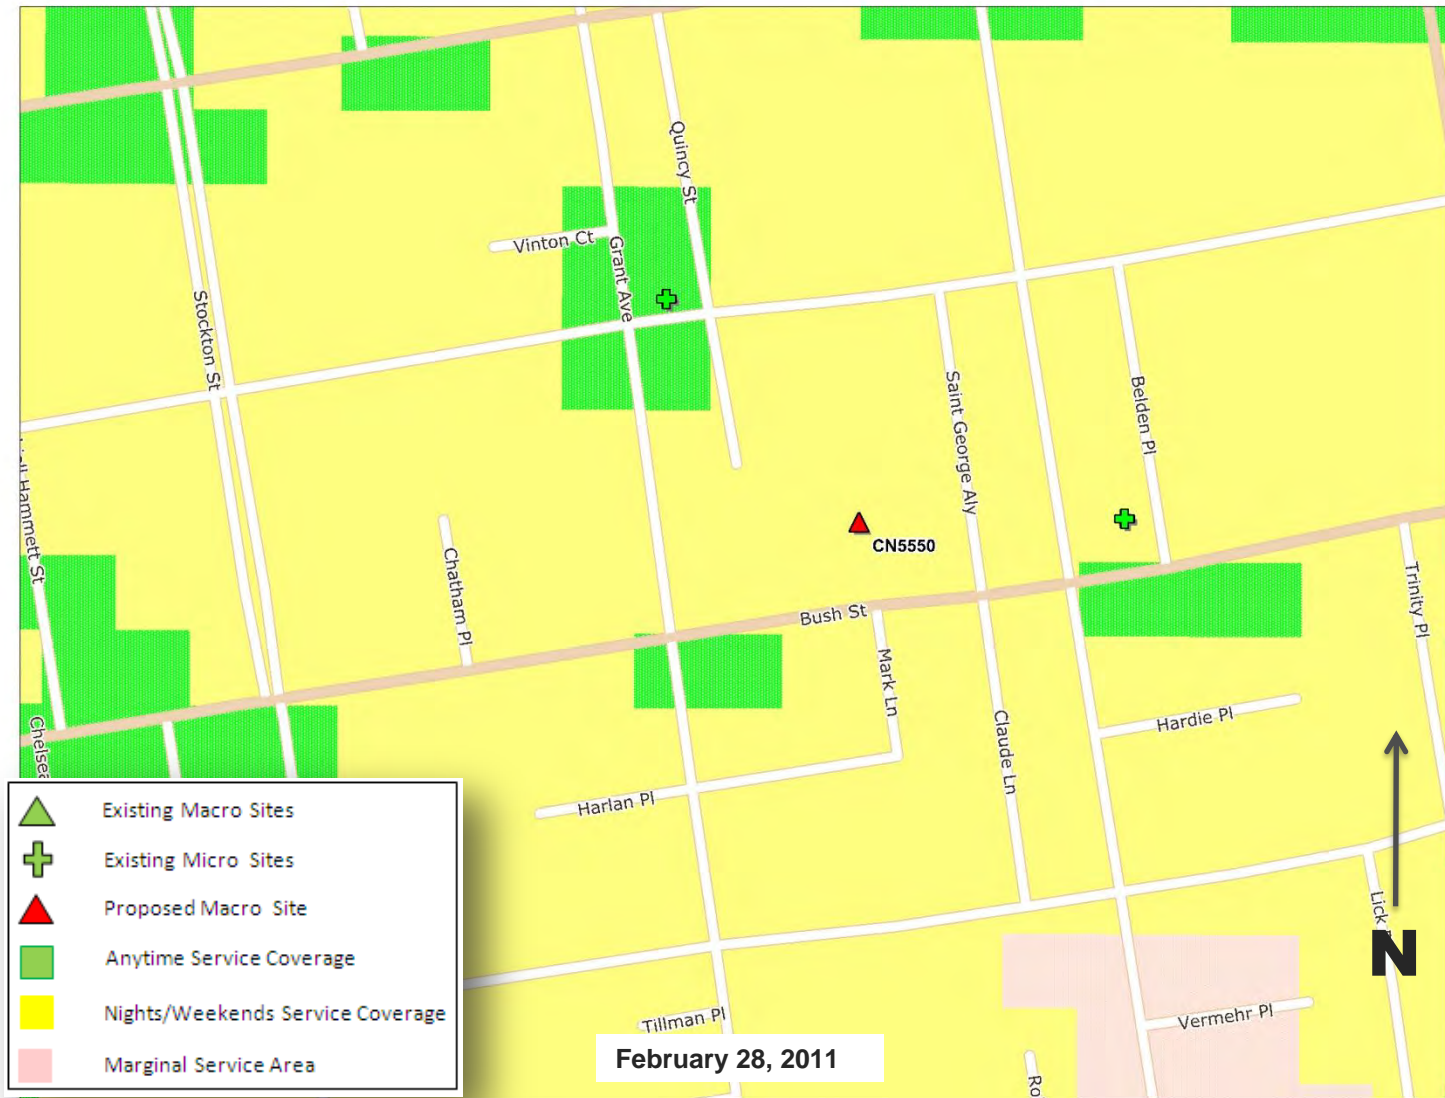 Quincy St
Vinton Ct
Grant Ave
Stockton St
Saint George Aly
Belden Pl
Hammett St
CN5550
Chatham Pl
Bush St
Trinity Pl
Mark Ln
Claude Ln
Hardie Pl
Chelsea
Harlan Pl
Lick
N
Vermehr Pl
Tillman Pl
Ro
Existing Macro Sites
Existing Micro Sites
Proposed Macro Site
Anytime Service Coverage
Nights/Weekends Service Coverage
Marginal Service Area
February 28, 2011